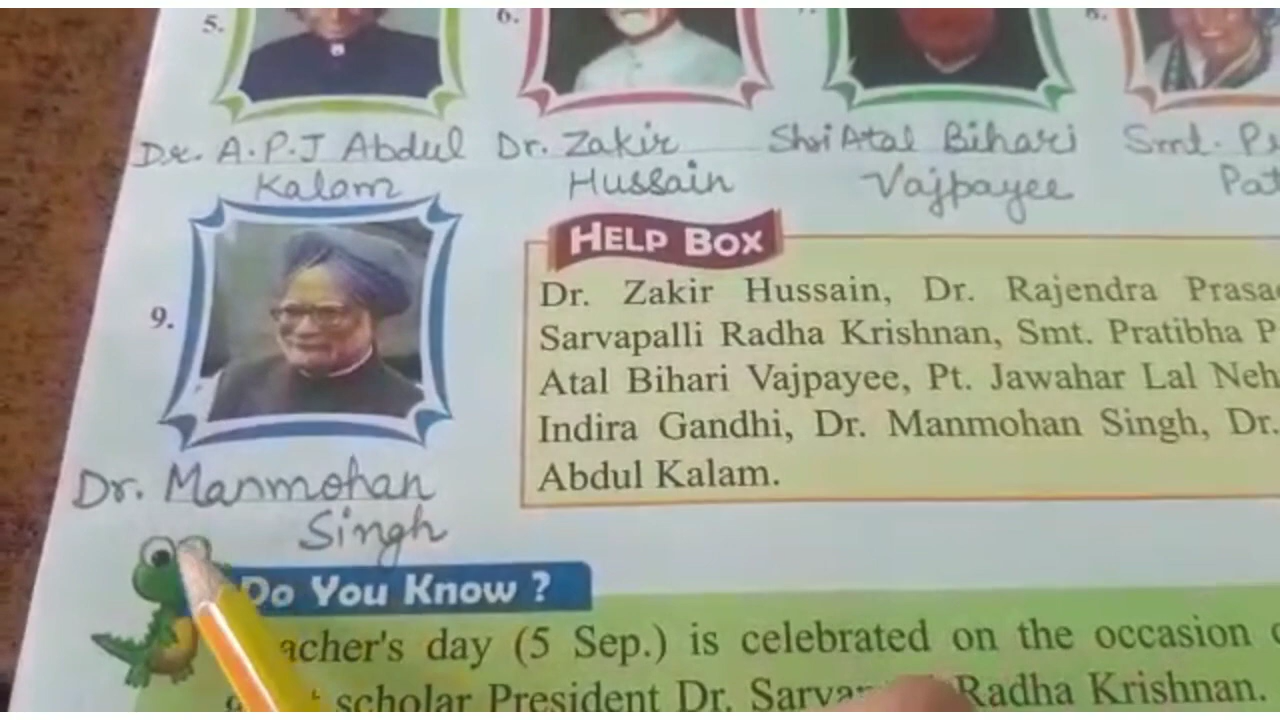 5.
6.
Dr. A.P.J Abdul
Kalam
Dr. Zakir
Hussain
Shri Atal Bihari
Vajpayee
Smt.
9.
Dr. Manmohan
Singh
HELP BOX
Dr. Zakir Hussain, Dr. Rajendra
Sarvapalli Radha Krishnan, Smt. Pratibha P
Atal Bihari Vajpayee, Pt. Jawahar Lal Neh
Indira Gandhi, Dr. Manmohan Singh, Dr.
Abdul Kalam.
Do You Know ?
acher's day (5 Sep.) is celebrated on the occasion
scholar President Dr. Radha Krishnan.